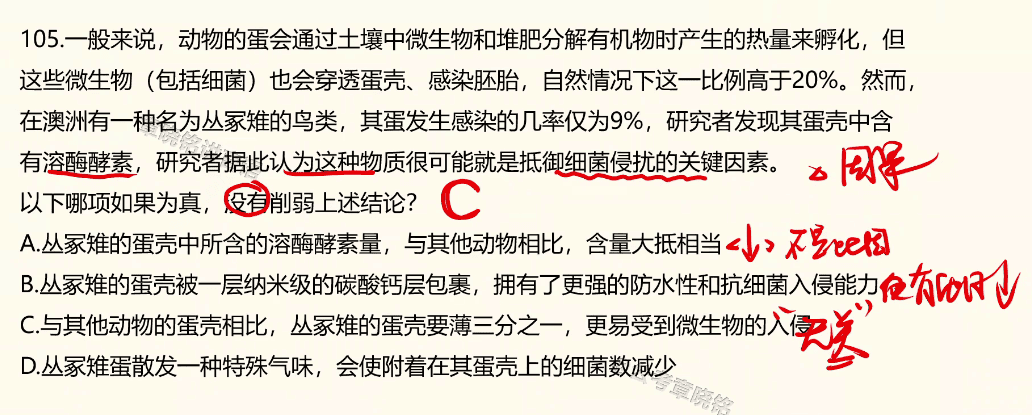 105.一般来说，动物的蛋会通过土壤中微生物和堆肥分解有机物时产生的热量来孵化，但
这些微生物（包括细菌）也会穿透蛋壳、感染胚胎，自然情况下这一比例高于20%。然而，
在澳洲有一种名为丛冢雉的鸟类，其蛋发生感染的几率仅为9%，研究者发现其蛋壳中含
有溶酶酵素，研究者据此认为这种物质很可能就是抵御细菌侵扰的关键因素。
因果
以下哪项如果为真，没有削弱上述结论？ C
A.丛冢雉的蛋壳中所含的溶酶酵素量，与其他动物相比，含量大抵相当 不是此因
B.丛冢雉的蛋壳被一层纳米级的碳酸钙层包裹，拥有了更强的防水性和抗细菌入侵能力
C.与其他动物的蛋壳相比，丛冢雉的蛋壳要薄三分之一，更易受到微生物的入侵
D.丛冢雉蛋散发一种特殊气味，会使附着在其蛋壳上的细菌数减少
章晓铭